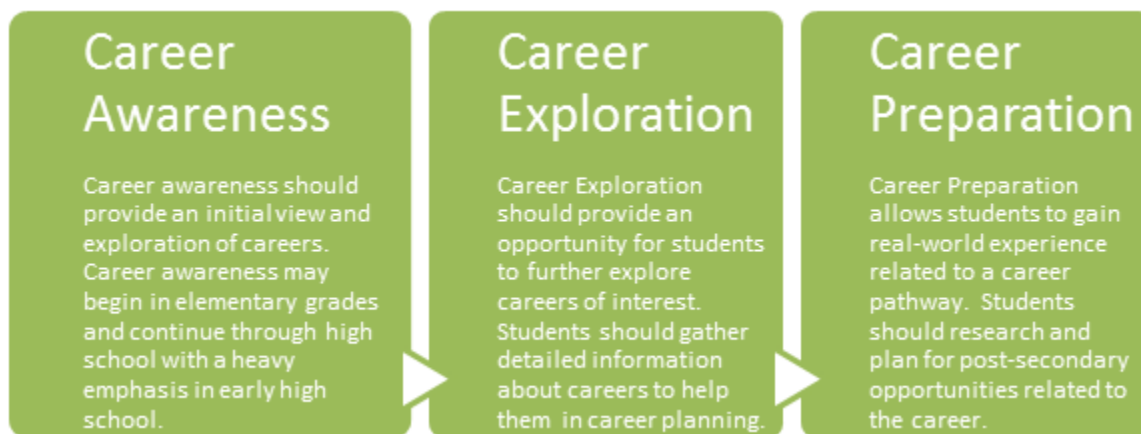 Career
Awareness
Career awareness should
provide an initial view and
exploration of careers.
Career awareness may
begin in elementary grades
and continue through high
school with a heavy
emphasis in early high
school.
Career
Exploration
Career Exploration
should provide an
opportunity for students
to further explore
careers of interest.
Students should gather
detailed information
about careers to help
them in career planning.
Career
Preparation
Career Preparation
allows students to gain
real-world experience
related to a career
pathway. Students
should research and
plan for post-secondary
opportunities related to
the career.